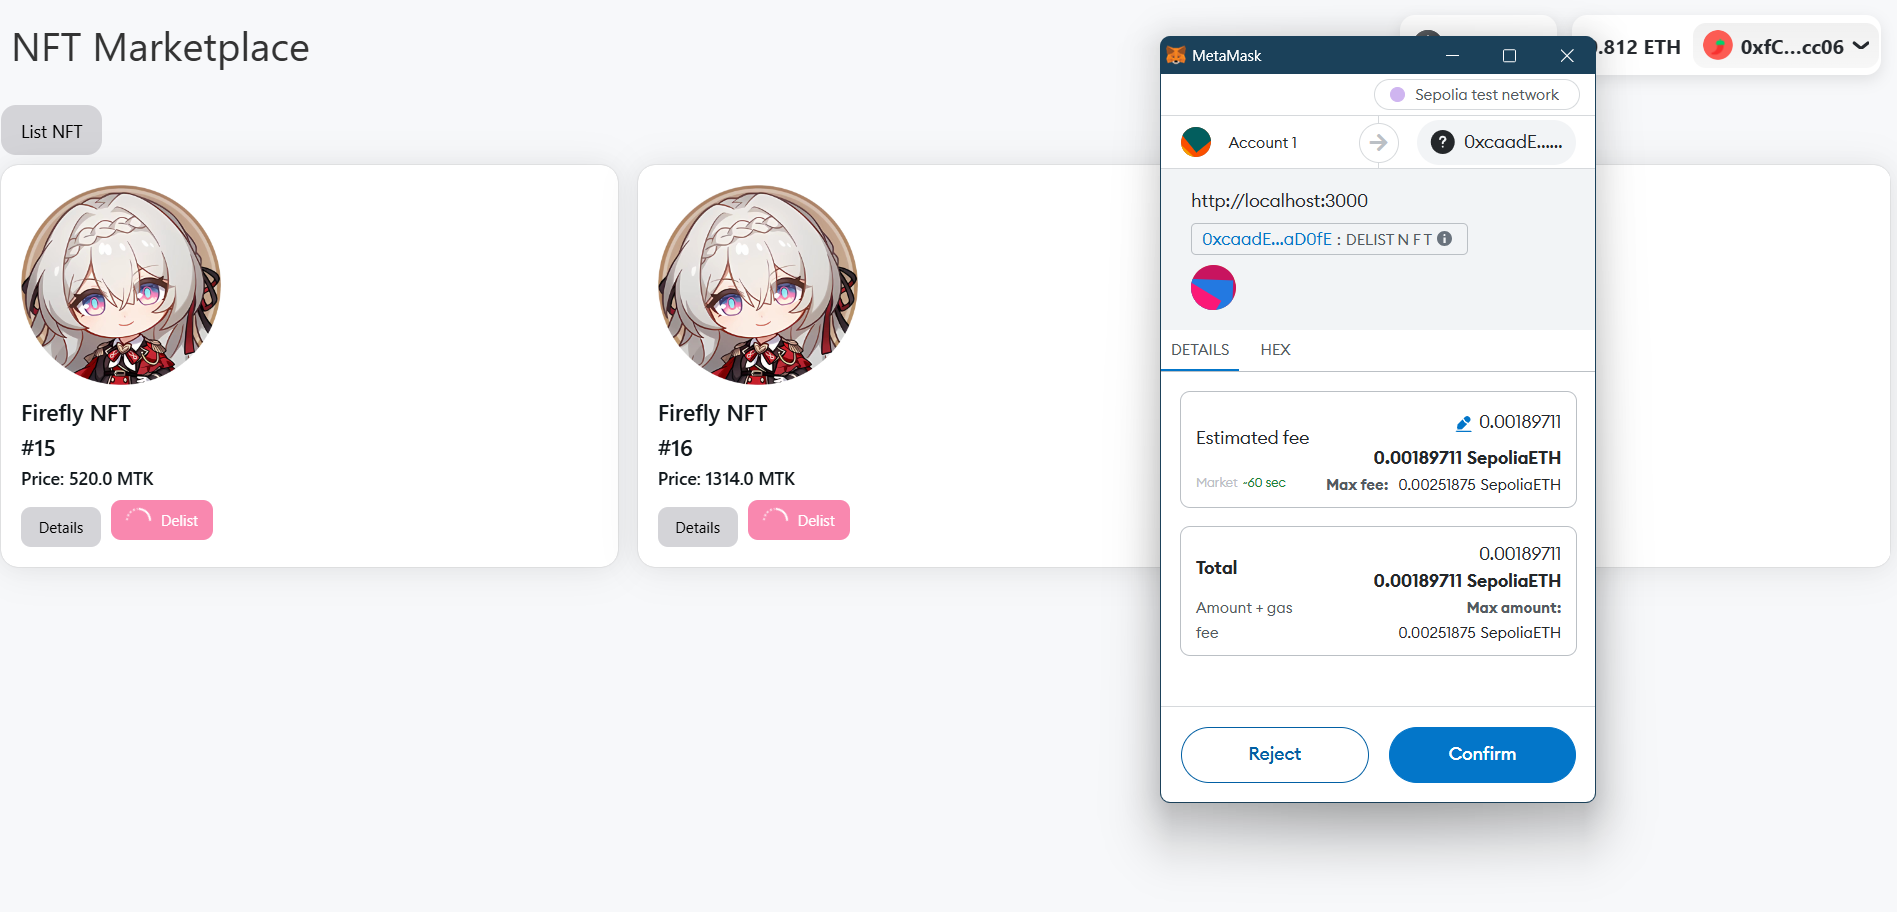 NFT Marketplace
.812 ETH
0xfC...cc06
List NFT
Firefly NFT
#15
Price: 520.0 MTK
Details
Delist
Firefly NFT
#16
Price: 1314.0 MTK
Details
Delist
MetaMask
Sepolia test network
Account 1
? 0xcaadE......
http://localhost:3000
0xcaadE...aD0fE : DELIST N F T
DETAILS HEX
0.00189711
Estimated fee
0.00189711 SepoliaETH
Market ~60 sec Max fee: 0.00251875 SepoliaETH
0.00189711
Total
0.00189711 SepoliaETH
Amount + gas
fee
Max amount:
0.00251875 SepoliaETH
Reject
Confirm